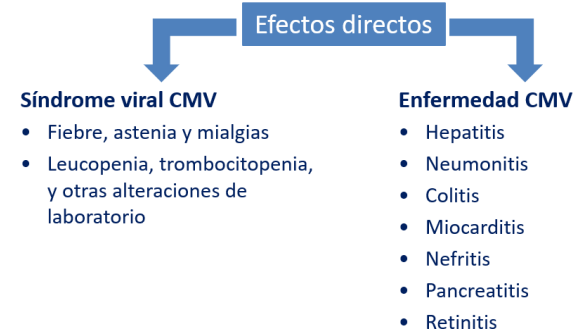 Efectos directos
Síndrome viral CMV
• Fiebre, astenia y mialgias
• Leucopenia, trombocitopenia,
y otras alteraciones de
laboratorio
Enfermedad CMV
• Hepatitis
• Neumonitis
• Colitis
• Miocarditis
• Nefritis
• Pancreatitis
• Retinitis